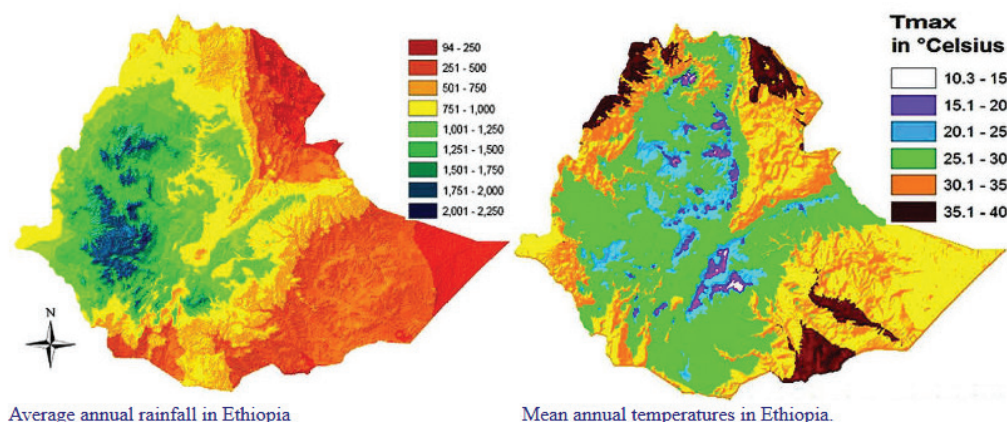 94 - 250
251 - 500
501 - 750
751 - 1,000
1,001 - 1,250
1,251 - 1,500
1,501 - 1,750
1,751 - 2,000
2,001 - 2,250
N
Average annual rainfall in Ethiopia
Tmax
in °Celsius
10.3 - 15
15.1 - 20
20.1 - 25
25.1 - 30
30.1 - 35
35.1 - 40
Mean annual temperatures in Ethiopia.